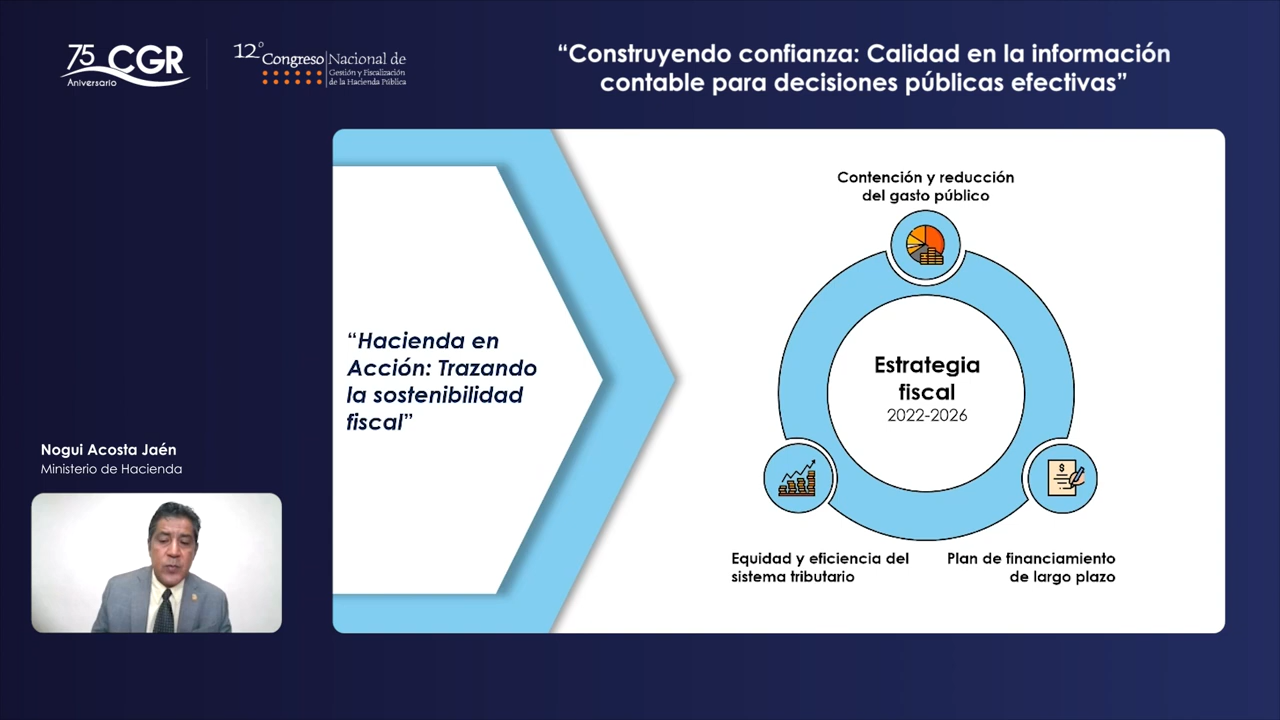 75 CGR
Aniversario
12° Congreso Nacional de
Gestión y Fiscalización
de la Hacienda Pública
“Construyendo confianza: Calidad en la información
contable para decisiones públicas efectivas”
“Hacienda en
Acción: Trazando
la sostenibilidad
fiscal”
Contención y reducción
del gasto público
Estrategia
fiscal
2022-2026
$
Equidad y eficiencia del
sistema tributario
Plan de financiamiento
de largo plazo
Nogui Acosta Jaén
Ministerio de Hacienda